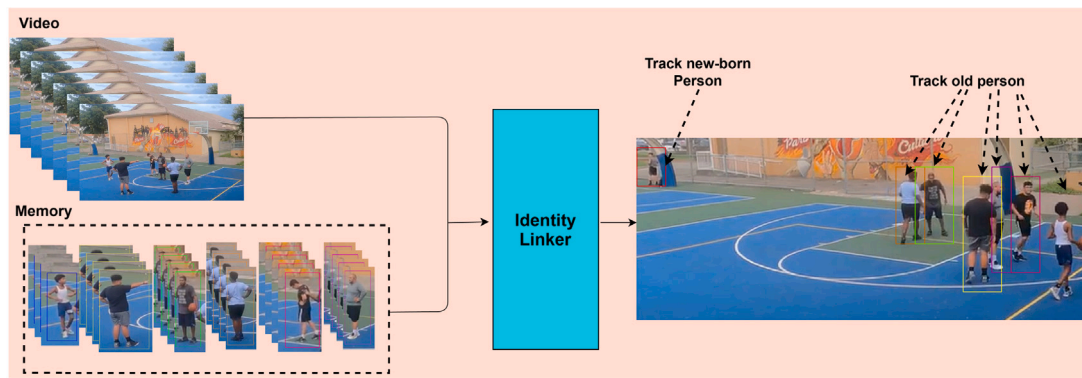 Video
Memory
Identity
Linker
Track new-born
Person
Track old person